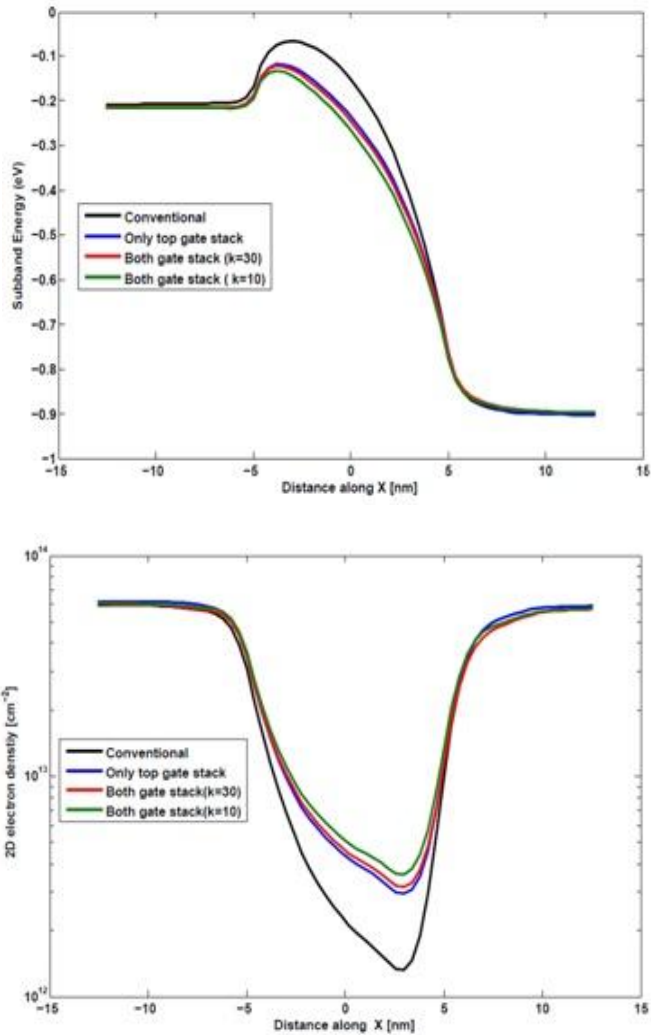 0
−0.1
−0.2
−0.3
−0.4
−0.5
−0.6
−0.7
−0.8
−0.9
−1
Subband Energy (eV)
Conventional
Only top gate stack
Both gate stack (k=30)
Both gate stack ( k=10)
−15
−10
−5
0
5
10
15
Distance along X [nm]
10^14
10^13
10^12
2D electron denstiy [cm^-2]
Conventional
Only top gate stack
Both gate stack(k=30)
Both gate stack(k=10)
−15
−10
−5
0
5
10
15
Distance along X [nm]